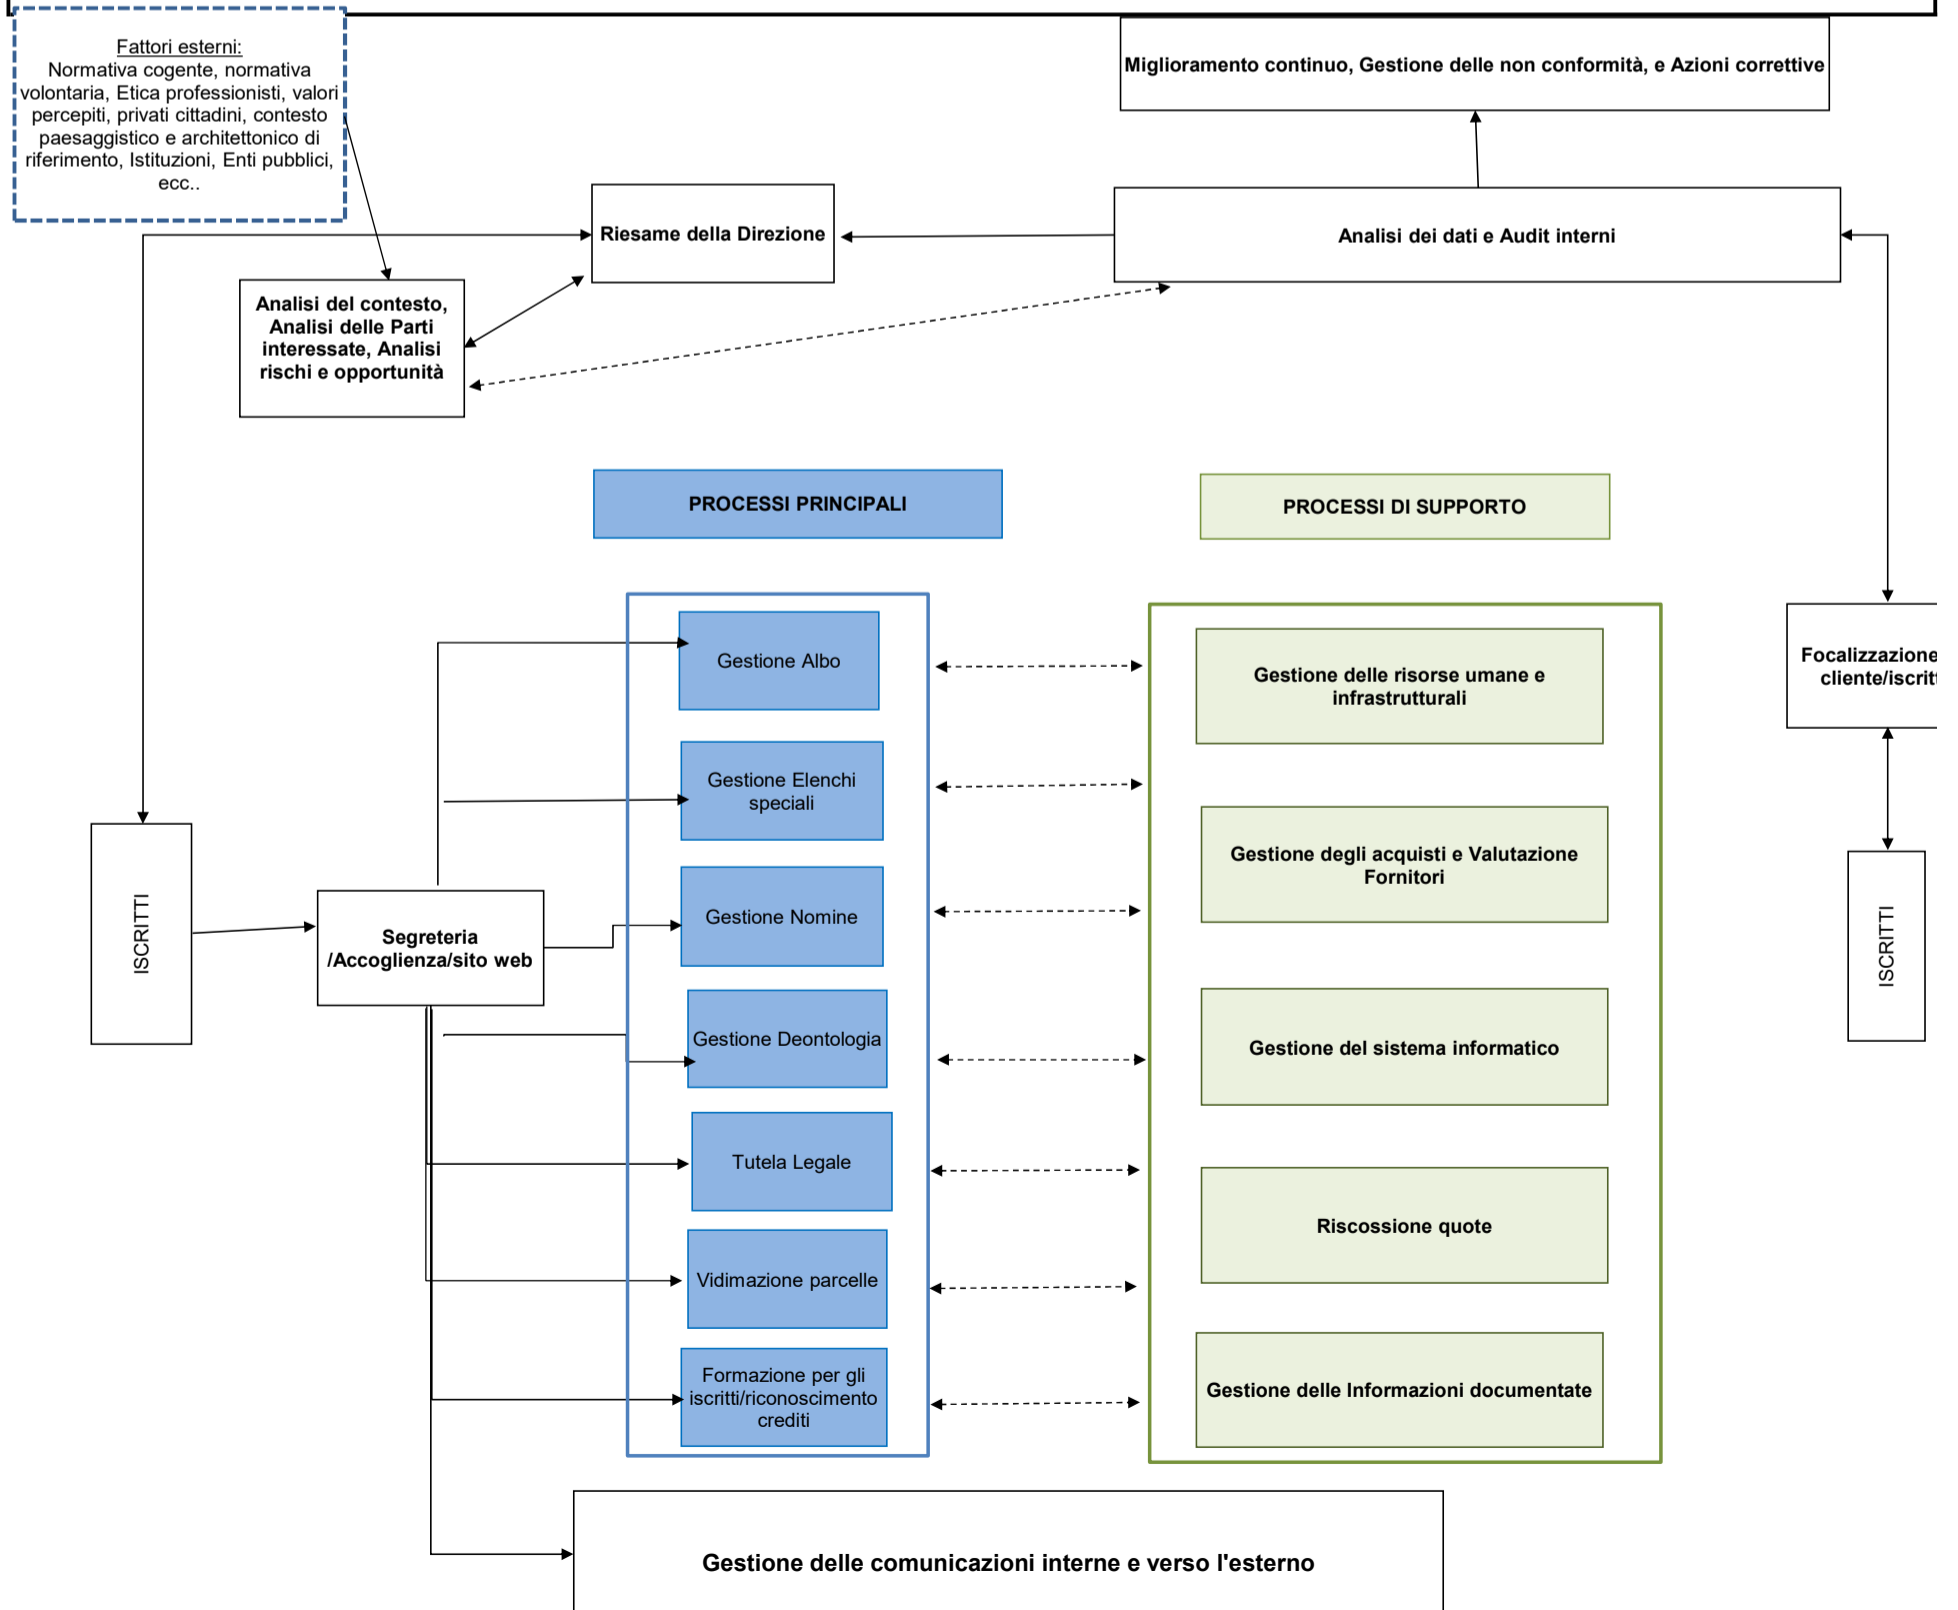 Fattori esterni:
Normativa cogente, normativa
volontaria, Etica professionisti, valori
percepiti, privati cittadini, contesto
paesaggistico e architettonico di
riferimento, Istituzioni, Enti pubblici,
ecc..
Miglioramento continuo, Gestione delle non conformità, e Azioni correttive
Riesame della Direzione
Analisi dei dati e Audit interni
Analisi del contesto,
Analisi delle Parti
interessate, Analisi
rischi e opportunità
PROCESSI PRINCIPALI
PROCESSI DI SUPPORTO
Gestione Albo
Gestione Elenchi
speciali
Gestione Nomine
Gestione Deontologia
Tutela Legale
Vidimazione parcelle
Formazione per gli
iscritti/riconoscimento
crediti
Gestione delle risorse umane e
infrastrutturali
Gestione degli acquisti e Valutazione
Fornitori
Gestione del sistema informatico
Riscossione quote
Gestione delle Informazioni documentate
Focalizzazione
cliente/iscritt
ISCRITTI
Segreteria
/Accoglienza/sito web
ISCRITTI
Gestione delle comunicazioni interne e verso l'esterno